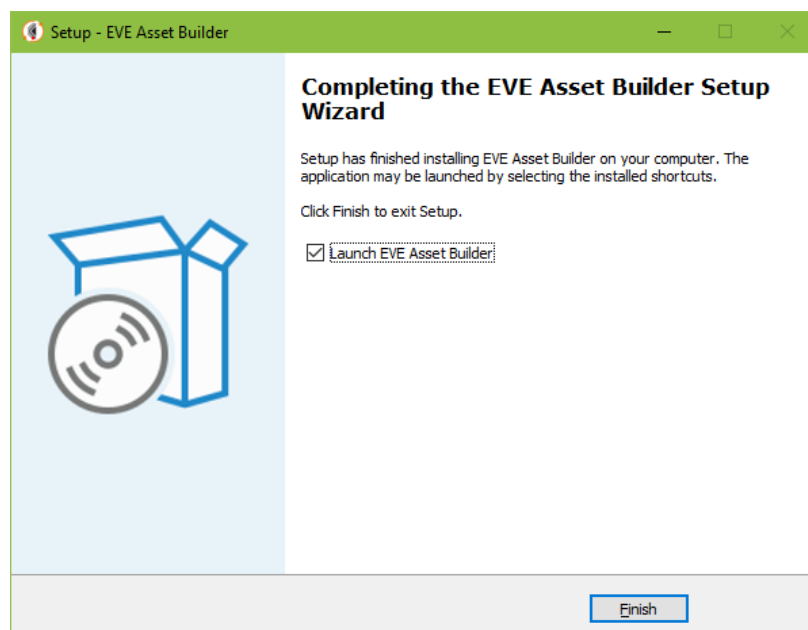 Setup - EVE Asset Builder
Completing the EVE Asset Builder Setup
Wizard
Setup has finished installing EVE Asset Builder on your computer. The
application may be launched by selecting the installed shortcuts.
Click Finish to exit Setup.
Launch EVE Asset Builder
Finish